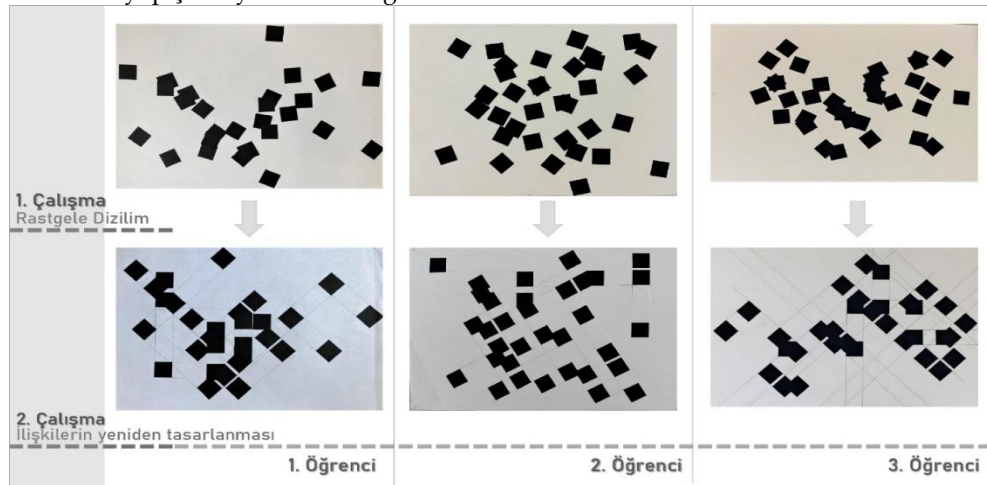 1. Çalışma
Rastgele Dizilim
2. Çalışma
İlişkilerin yeniden tasarlanması
1. Öğrenci
2. Öğrenci
3. Öğrenci